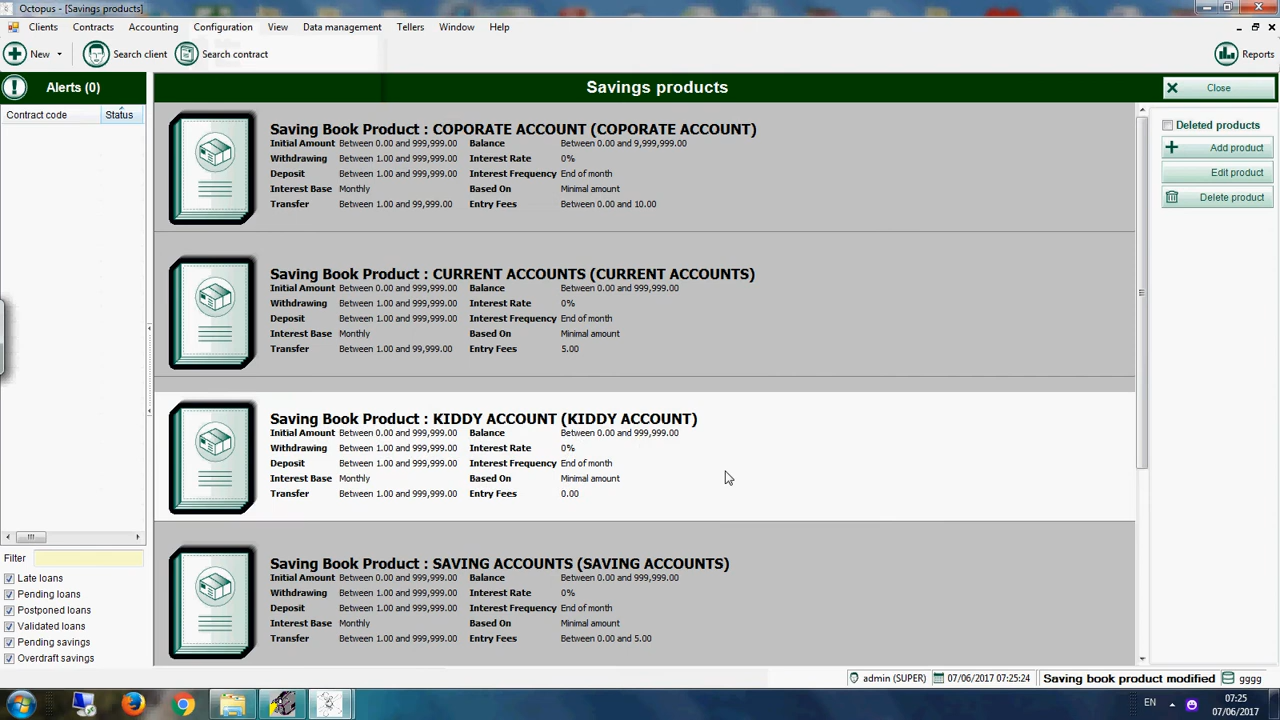 Octopus - [Savings products]
Clients Contracts Accounting Configuration View Data management Tellers Window Help
New Search client Search contract Reports
Alerts (0) Savings products Close
Contract code Status
Deleted products
Add product
Edit product
Delete product
Saving Book Product : COPORATE ACCOUNT (COPORATE ACCOUNT)
Initial Amount Between 0.00 and 999,999.00 Balance Between 0.00 and 9,999,999.00
Withdrawing Between 1.00 and 999,999.00 Interest Rate 0%
Deposit Between 1.00 and 999,999.00 Interest Frequency End of month
Interest Base Monthly Based On Minimal amount
Transfer Between 1.00 and 99,999.00 Entry Fees Between 0.00 and 10.00
Saving Book Product : CURRENT ACCOUNTS (CURRENT ACCOUNTS)
Initial Amount Between 0.00 and 999,999.00 Balance Between 0.00 and 999,999.00
Withdrawing Between 1.00 and 999,999.00 Interest Rate 0%
Deposit Between 1.00 and 999,999.00 Interest Frequency End of month
Interest Base Monthly Based On Minimal amount
Transfer Between 1.00 and 99,999.00 Entry Fees 5.00
Saving Book Product : KIDDY ACCOUNT (KIDDY ACCOUNT)
Initial Amount Between 0.00 and 999,999.00 Balance Between 0.00 and 999,999.00
Withdrawing Between 1.00 and 999,999.00 Interest Rate 0%
Deposit Between 1.00 and 999,999.00 Interest Frequency End of month
Interest Base Monthly Based On Minimal amount
Transfer Between 1.00 and 999,999.00 Entry Fees 0.00
Saving Book Product : SAVING ACCOUNTS (SAVING ACCOUNTS)
Initial Amount Between 0.00 and 999,999.00 Balance Between 0.00 and 999,999.00
Withdrawing Between 1.00 and 999,999.00 Interest Rate 0%
Deposit Between 1.00 and 999,999.00 Interest Frequency End of month
Interest Base Monthly Based On Minimal amount
Transfer Between 1.00 and 999,999.00 Entry Fees Between 0.00 and 5.00
Filter
Late loans
Pending loans
Postponed loans
Validated loans
Pending savings
Overdraft savings
admin (SUPER) 07/06/2017 07:25:24 Saving book product modified gggg
EN 07:25
07/06/2017